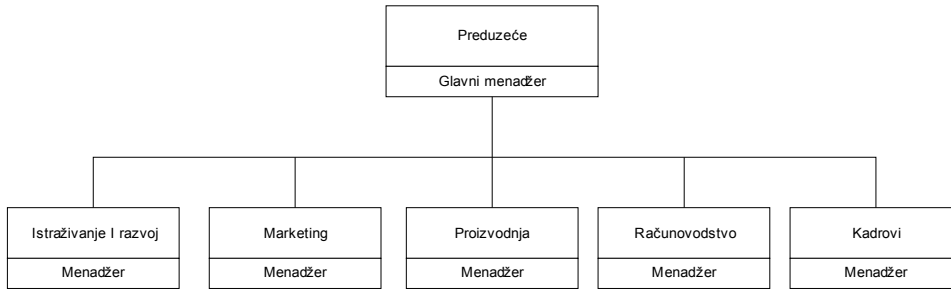 Preduzeće
Glavni menadžer
Istraživanje I razvoj
Menadžer
Marketing
Menadžer
Proizvodnja
Menadžer
Računovodstvo
Menadžer
Kadrovi
Menadžer